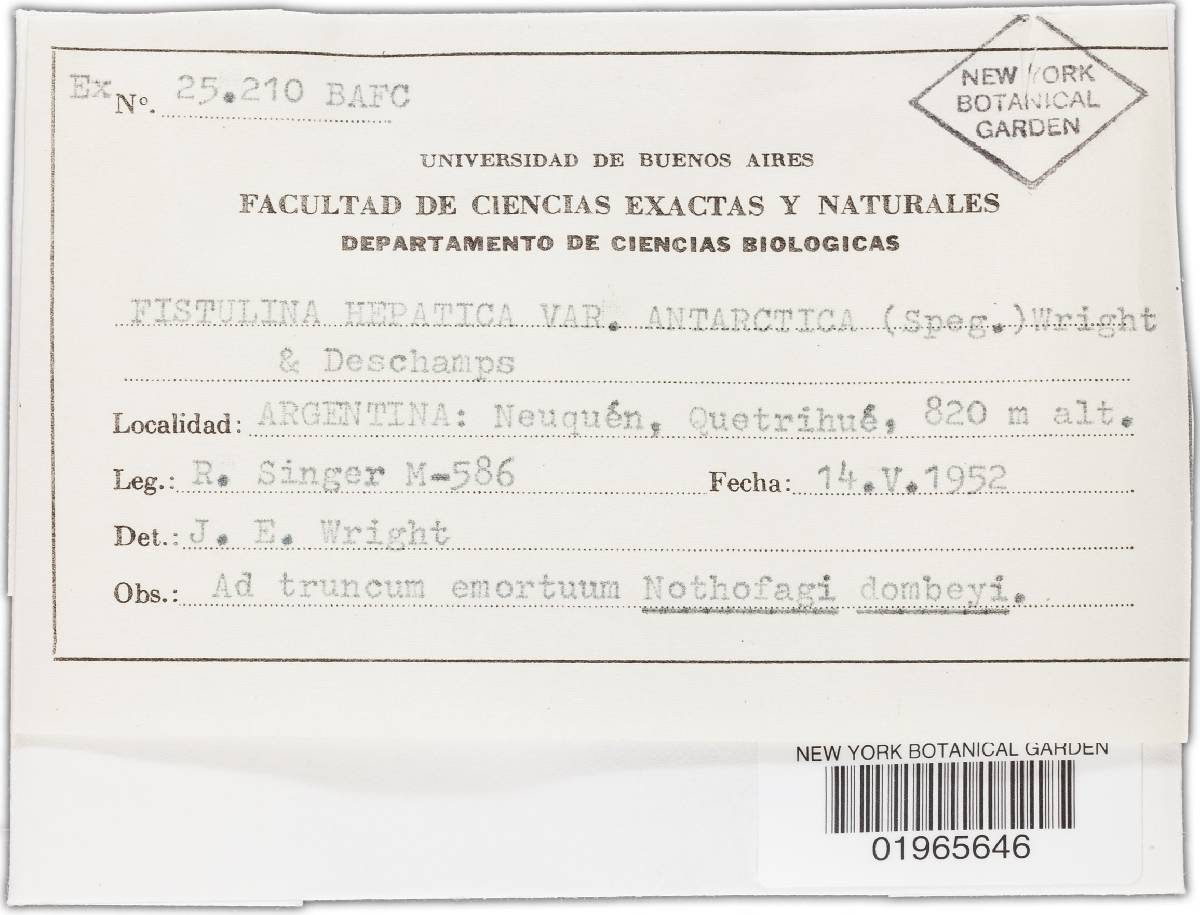 Ex Nº. 25.210 BAFC
NEW YORK
BOTANICAL
GARDEN
UNIVERSIDAD DE BUENOS AIRES
FACULTAD DE CIENCIAS EXACTAS Y NATURALES
DEPARTAMENTO DE CIENCIAS BIOLOGICAS
FISTULINA HEPATICA VAR. ANTARCTICA (Speg.)Wright
& Deschamps
Localidad: ARGENTINA: Neuquén, Quetrihué, 820 m alt.
Leg.: R. Singer M-586 Fecha: 14.V.1952
Det.: J. E. Wright
Obs.: Ad truncum emortuum Nothofagi dombeyi.
NEW YORK BOTANICAL GARDEN
01965646